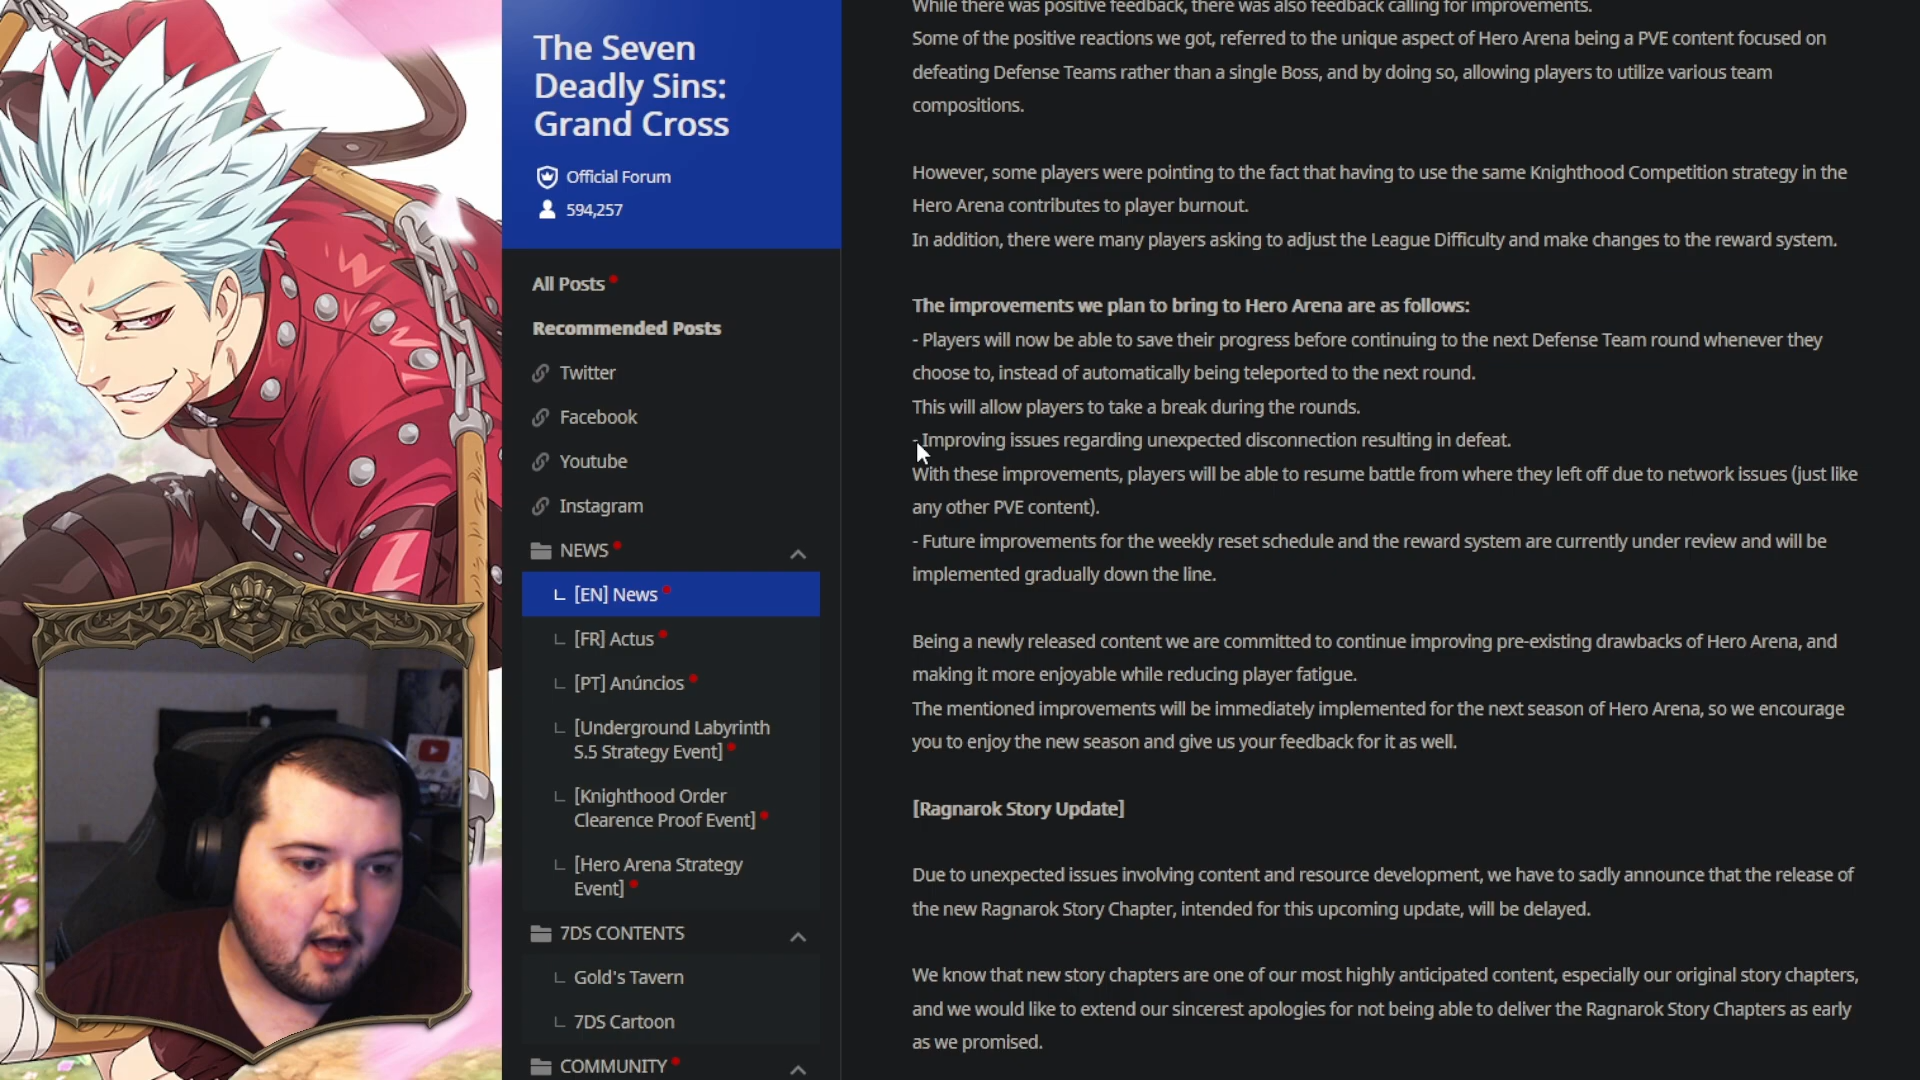 The Seven
Deadly Sins:
Grand Cross
Official Forum
594,257
All Posts
Recommended Posts
Twitter
Facebook
Youtube
Instagram
NEWS
[EN] News
[FR] Actus
[PT] Anúncios
[Underground Labyrinth
S.5 Strategy Event]
[Knighthood Order
Clearence Proof Event]
[Hero Arena Strategy
Event]
7DS CONTENTS
Gold's Tavern
7DS Cartoon
COMMUNITY
While there was positive feedback, there was also feedback calling for improvements.
Some of the positive reactions we got, referred to the unique aspect of Hero Arena being a PVE content focused on
defeating Defense Teams rather than a single Boss, and by doing so, allowing players to utilize various team
compositions.
However, some players were pointing to the fact that having to use the same Knighthood Competition strategy in the
Hero Arena contributes to player burnout.
In addition, there were many players asking to adjust the League Difficulty and make changes to the reward system.
The improvements we plan to bring to Hero Arena are as follows:
- Players will now be able to save their progress before continuing to the next Defense Team round whenever they
choose to, instead of automatically being teleported to the next round.
This will allow players to take a break during the rounds.
- Improving issues regarding unexpected disconnection resulting in defeat.
With these improvements, players will be able to resume battle from where they left off due to network issues (just like
any other PVE content).
- Future improvements for the weekly reset schedule and the reward system are currently under review and will be
implemented gradually down the line.
Being a newly released content we are committed to continue improving pre-existing drawbacks of Hero Arena, and
making it more enjoyable while reducing player fatigue.
The mentioned improvements will be immediately implemented for the next season of Hero Arena, so we encourage
you to enjoy the new season and give us your feedback for it as well.
[Ragnarok Story Update]
Due to unexpected issues involving content and resource development, we have to sadly announce that the release of
the new Ragnarok Story Chapter, intended for this upcoming update, will be delayed.
We know that new story chapters are one of our most highly anticipated content, especially our original story chapters,
and we would like to extend our sincerest apologies for not being able to deliver the Ragnarok Story Chapters as early
as we promised.